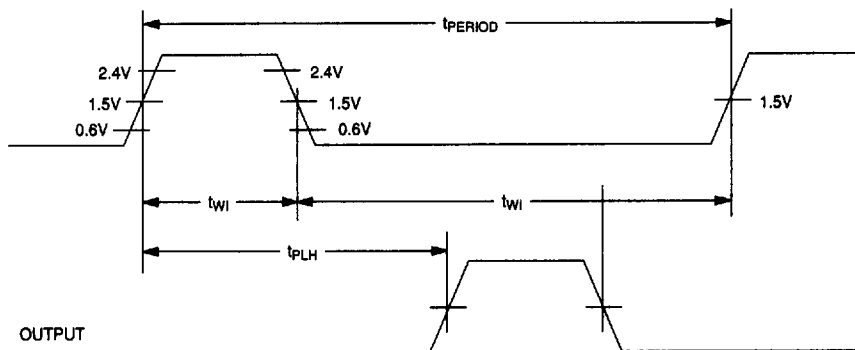 tPERIOD
2.4V
2.4V
1.5V
1.5V
1.5V
0.6V
0.6V
tWI
tWI
tPLH
OUTPUT